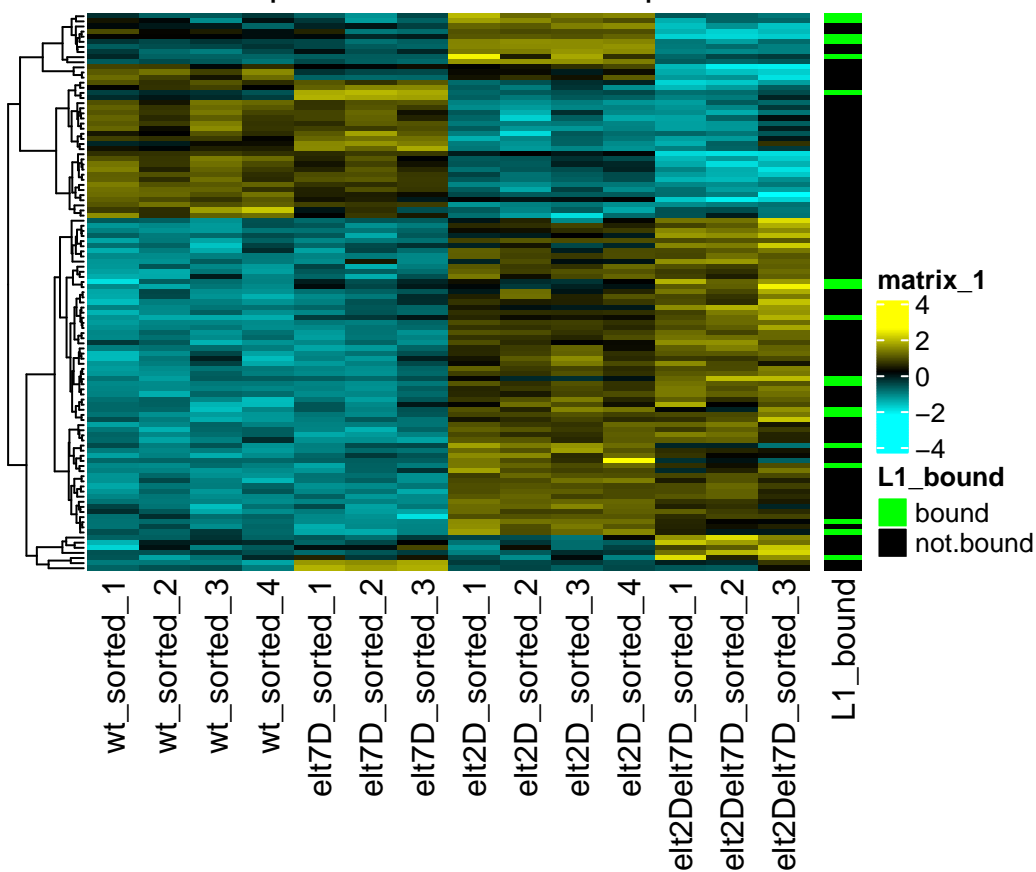 matrix_1
4
2
0
−2
−4
L1_bound
bound
not.bound
wt_sorted_1
wt_sorted_2
wt_sorted_3
wt_sorted_4
elt7D_sorted_1
elt7D_sorted_2
elt7D_sorted_3
elt2D_sorted_1
elt2D_sorted_2
elt2D_sorted_3
elt2D_sorted_4
elt2Delt7D_sorted_1
elt2Delt7D_sorted_2
elt2Delt7D_sorted_3
L1_bound